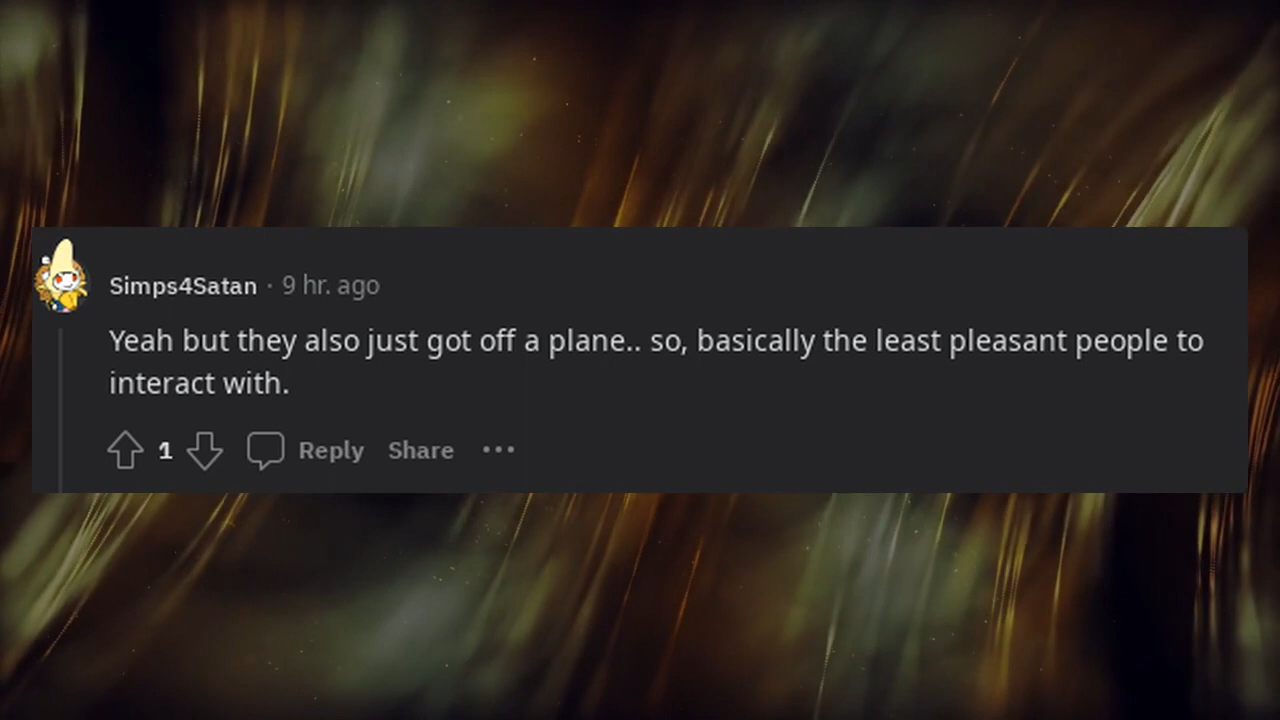 Simps4Satan · 9 hr. ago
Yeah but they also just got off a plane.. so, basically the least pleasant people to
interact with.
1 Reply Share •••